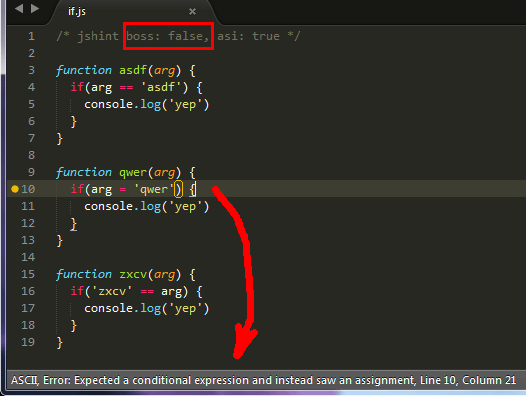 if.js ×
1 /* jshint boss: false, asi: true */
2
3 function asdf(arg) {
4   if(arg == 'asdf') {
5     console.log('yep')
6   }
7 }
8
9 function qwer(arg) {
10   if(arg = 'qwer') {
11     console.log('yep')
12   }
13 }
14
15 function zxcv(arg) {
16   if('zxcv' == arg) {
17     console.log('yep')
18   }
19 }
ASCII, Error: Expected a conditional expression and instead saw an assignment, Line 10, Column 21